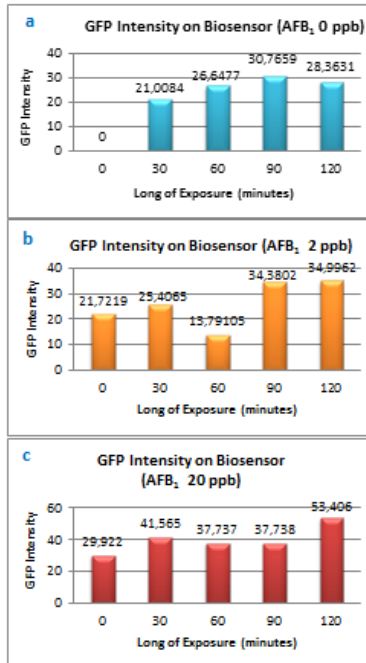 a
GFP Intensity on Biosensor (AFB₁ 0 ppb)
GFP Intensity
40
30
20
10
0
0
21,0084
26,6477
30,7659
28,3631
0 30 60 90 120
Long of Exposure (minutes)
b
GFP Intensity on Biosensor (AFB₁ 2 ppb)
GFP Intensity
40
30
20
10
0
21,7219
25,4065
13,79105
34,3802
34,9962
0 30 60 90 120
Long of Exposure (minutes)
c
GFP Intensity on Biosensor
(AFB₁ 20 ppb)
GFP Intensity
60
40
20
0
29,922
41,565
37,737
37,738
53,406
0 30 60 90 120
Long of Exposure (minutes)